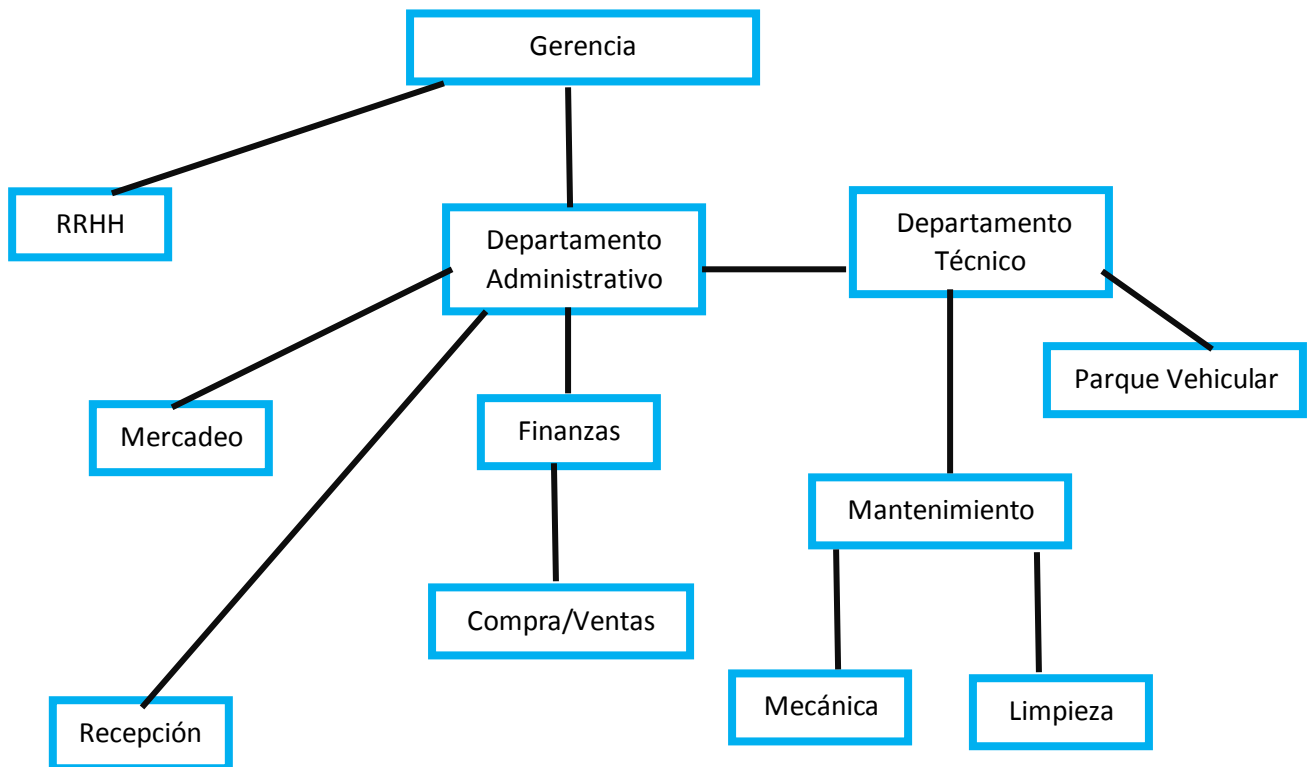 Gerencia
RRHH
Departamento
Administrativo
Departamento
Técnico
Parque Vehicular
Mercadeo
Finanzas
Mantenimiento
Compra/Ventas
Mecánica
Limpieza
Recepción